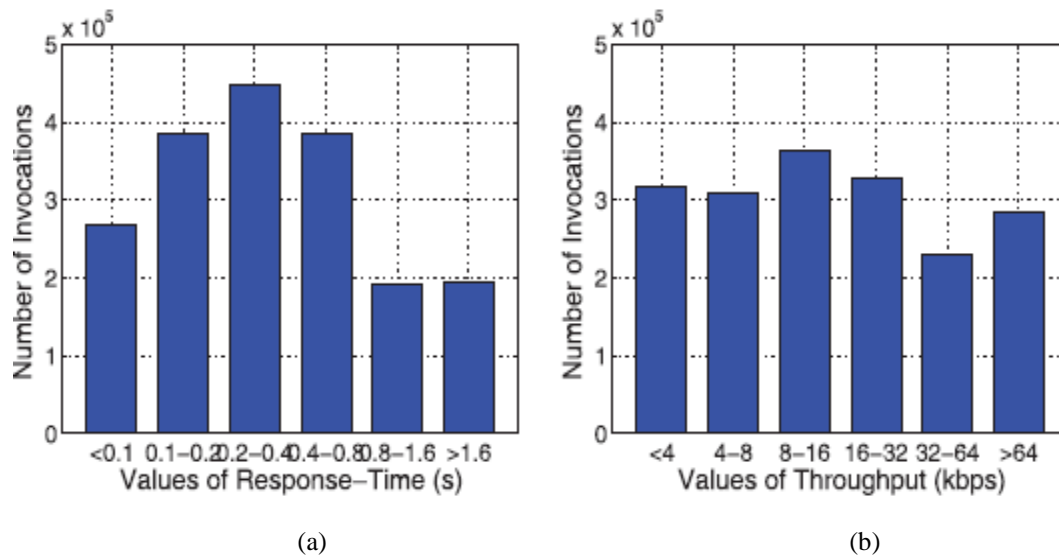 x 10^5
5
4
3
2
1
0
Number of Invocations
<0.1 0.1−0.2 0.2−0.4 0.4−0.8 0.8−1.6 >1.6
Values of Response−Time (s)
(a)
x 10^5
5
4
3
2
1
0
Number of Invocations
<4 4−8 8−16 16−32 32−64 >64
Values of Throughput (kbps)
(b)